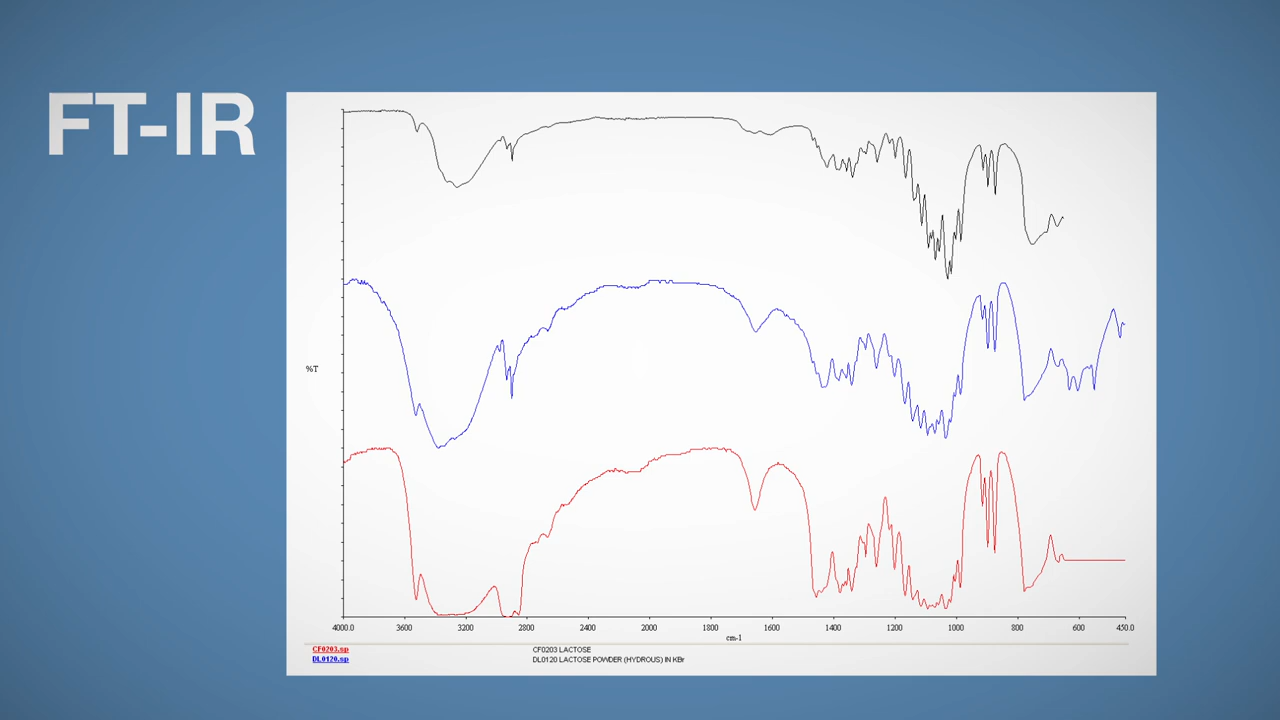 FT-IR
%T
4000.0 3600 3200 2800 2400 2000 1800 1600 1400 1200 1000 800 600 450.0
cm-1
CF0203.sp CF0203 LACTOSE
DL0120.sp DL0120 LACTOSE POWDER (HYDROUS) IN KBr